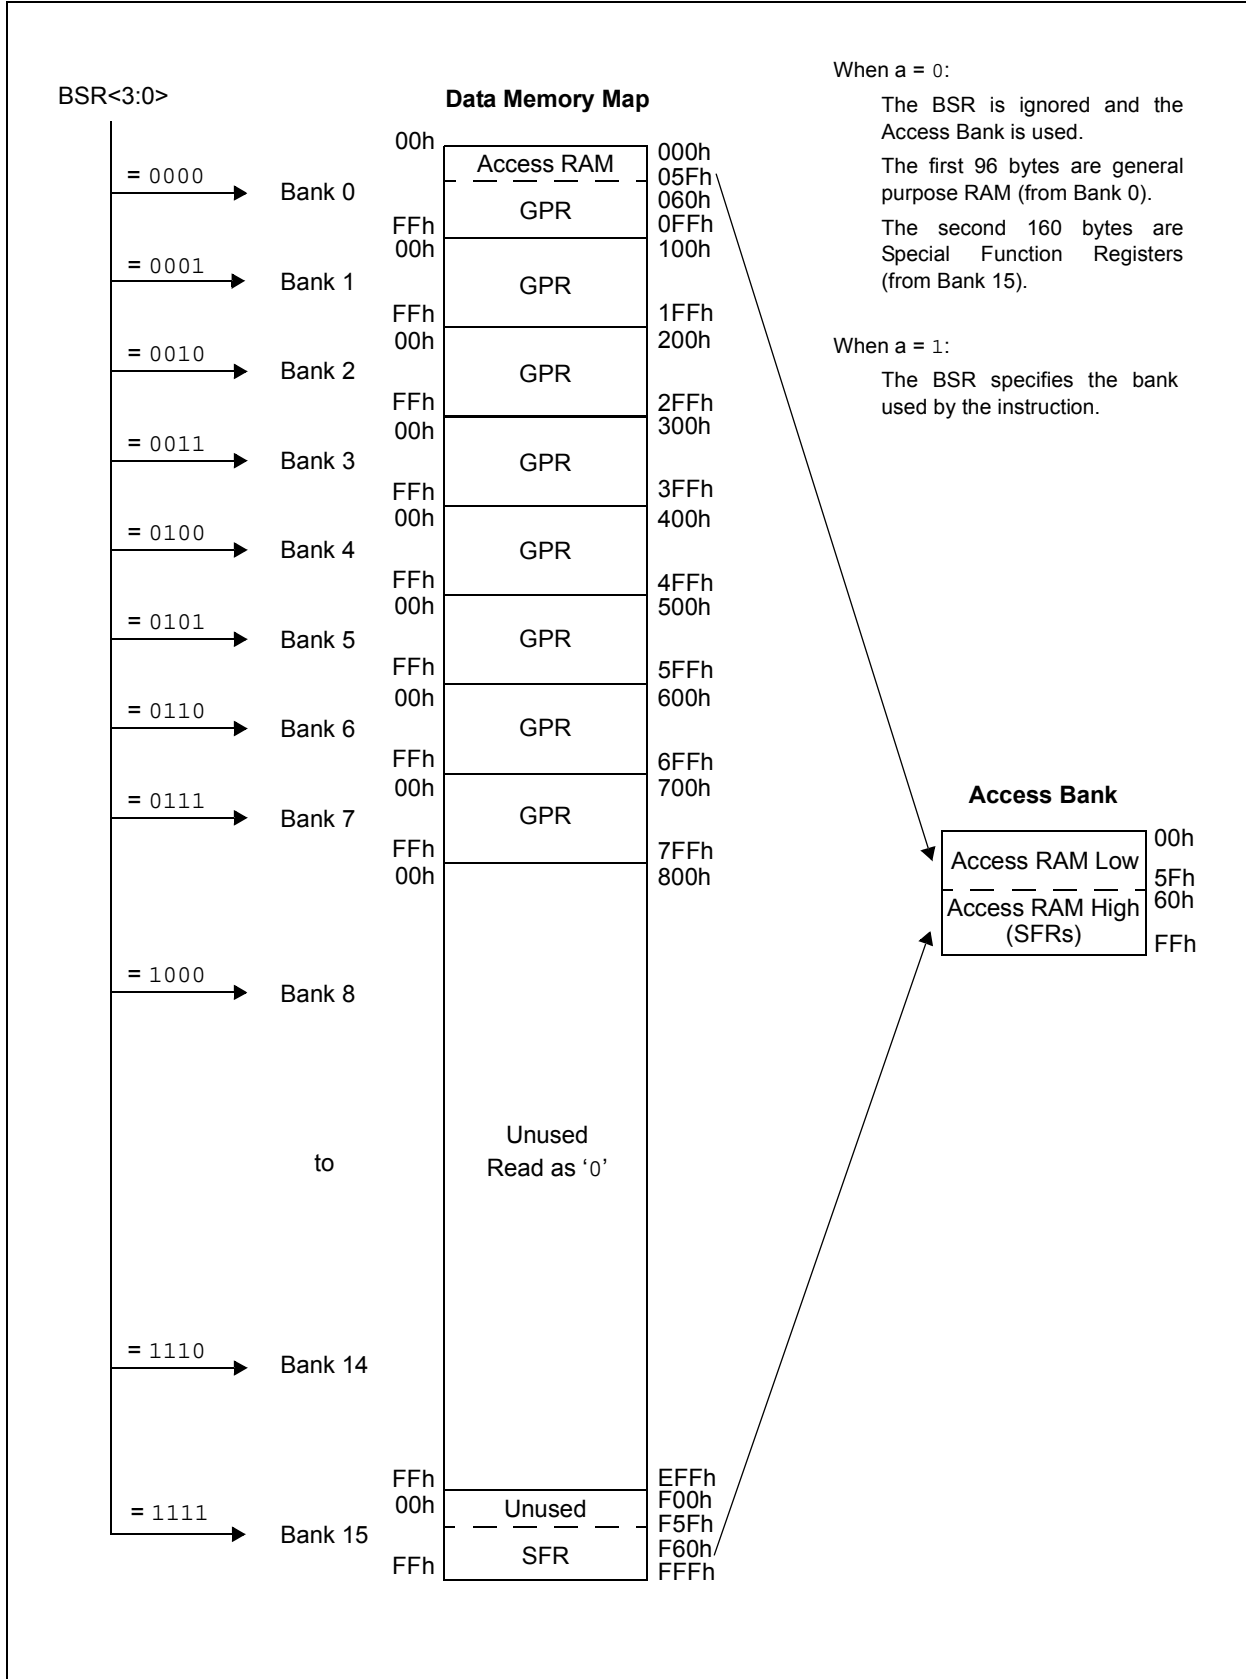 BSR<3:0>
Data Memory Map
When a = 0:
The BSR is ignored and the
Access Bank is used.
The first 96 bytes are general
purpose RAM (from Bank 0).
The second 160 bytes are
Special Function Registers
(from Bank 15).
When a = 1:
The BSR specifies the bank
used by the instruction.
= 0000
Bank 0
00h
Access RAM
000h
05Fh
GPR
060h
FFh
0FFh
= 0001
Bank 1
00h
GPR
100h
FFh
1FFh
= 0010
Bank 2
00h
GPR
200h
FFh
2FFh
= 0011
Bank 3
00h
GPR
300h
FFh
3FFh
= 0100
Bank 4
00h
GPR
400h
FFh
4FFh
= 0101
Bank 5
00h
GPR
500h
FFh
5FFh
= 0110
Bank 6
00h
GPR
600h
FFh
6FFh
= 0111
Bank 7
00h
GPR
700h
FFh
7FFh
Access Bank
00h
Access RAM Low
5Fh
60h
Access RAM High
(SFRs)
FFh
00h
800h
= 1000
Bank 8
to
Unused
Read as ‘0’
= 1110
Bank 14
FFh
EFFh
= 1111
Bank 15
00h
F00h
Unused
F5Fh
F60h
SFR
FFh
FFFh